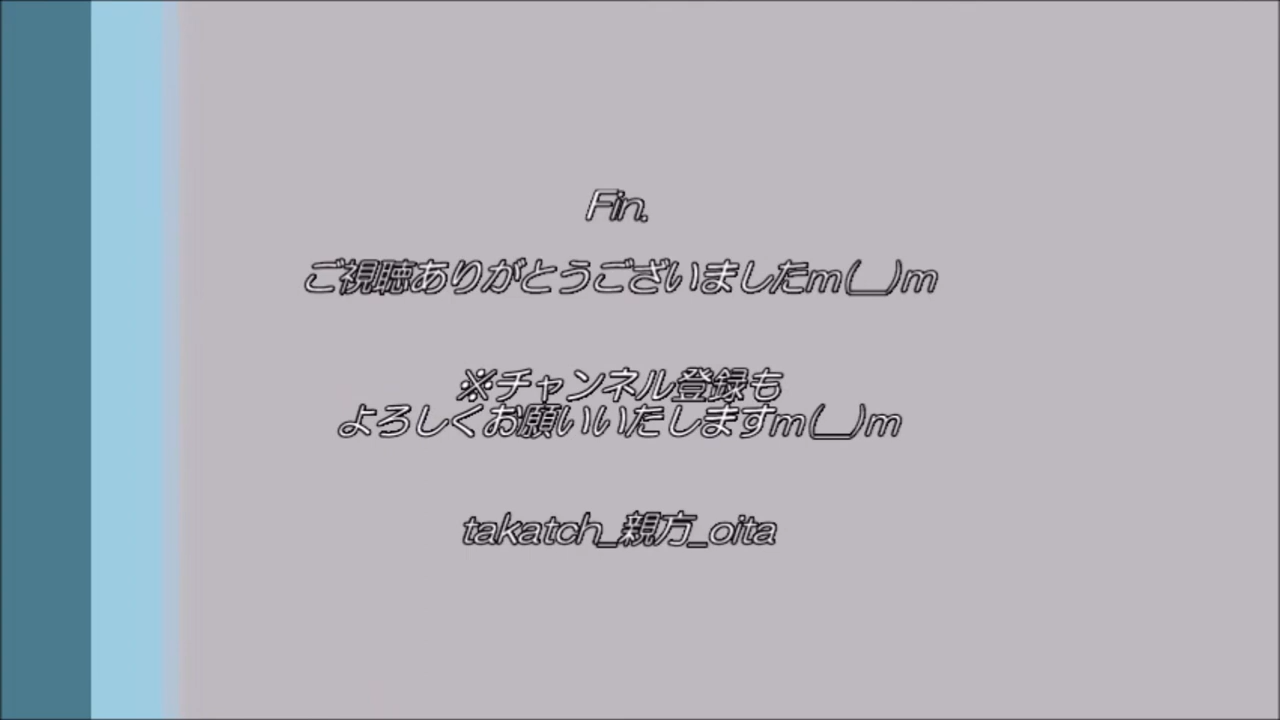 Fin.
ご視聴ありがとうございましたm(__)m
※チャンネル登録も
よろしくお願いいたしますm(__)m
takatch_親方_oita